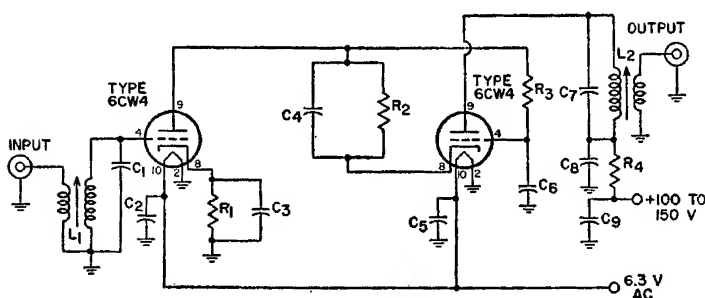 OUTPUT
L2
TYPE
6CW4
9
C4
R2
TYPE
6CW4
9
R3
C7
INPUT
4
C1
10
2
8
4
8
10
2
C6
C8
R4
L1
C2
R1
C3
C5
C9
+100 TO
150 V
6.3 V
AC